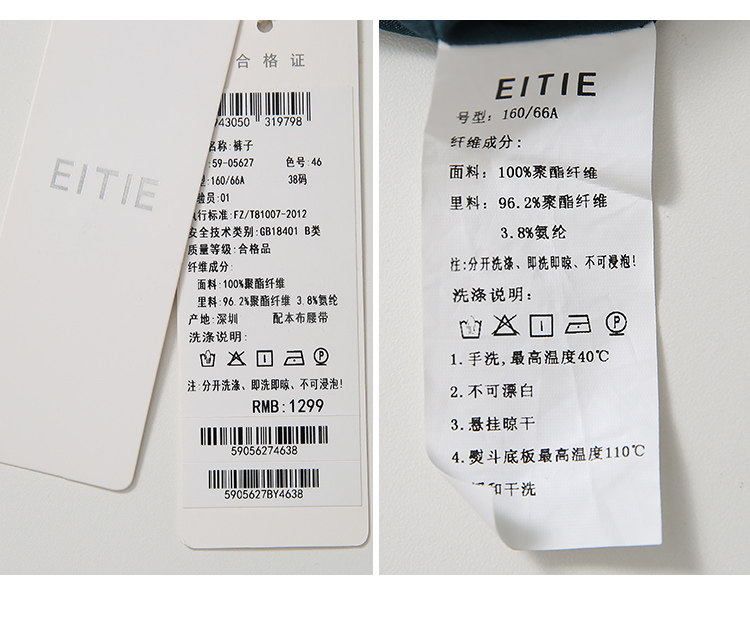 EITIE
合格证
943050 319798
名称:裤子
59-05627 色号:46
:160/66A 38码
验员:01
执行标准:FZ/T81007-2012
安全技术类别:GB18401 B类
质量等级:合格品
纤维成分:
面料:100%聚酯纤维
里料:96.2%聚酯纤维 3.8%氨纶
产地:深圳 配本布腰带
洗涤说明:
P
注:分开洗涤、即洗即晾、不可浸泡!
RMB:1299
59056274638
5905627BY4638
EITIE
号型:160/66A
纤维成分:
面料:100%聚酯纤维
里料:96.2%聚酯纤维
3.8%氨纶
注:分开洗涤、即洗即晾、不可浸泡!
洗涤说明:
P
1.手洗,最高温度40℃
2.不可漂白
3.悬挂晾干
4.熨斗底板最高温度110℃
缓和干洗